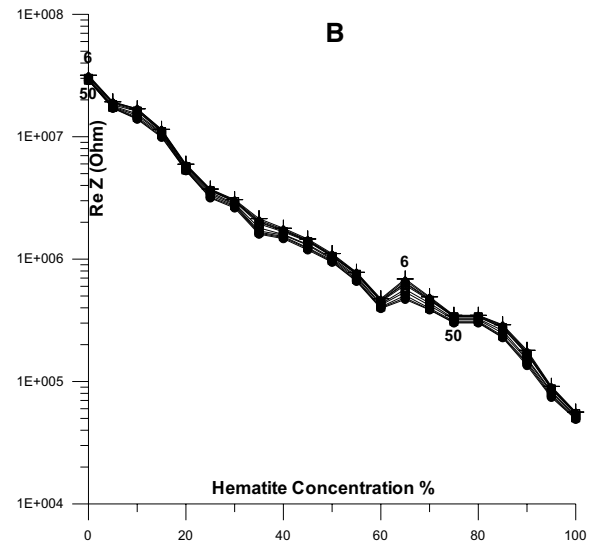 1E+008
B
6
50
1E+007
Re Z (Ohm)
1E+006
6
50
1E+005
Hematite Concentration %
1E+004
0 20 40 60 80 100